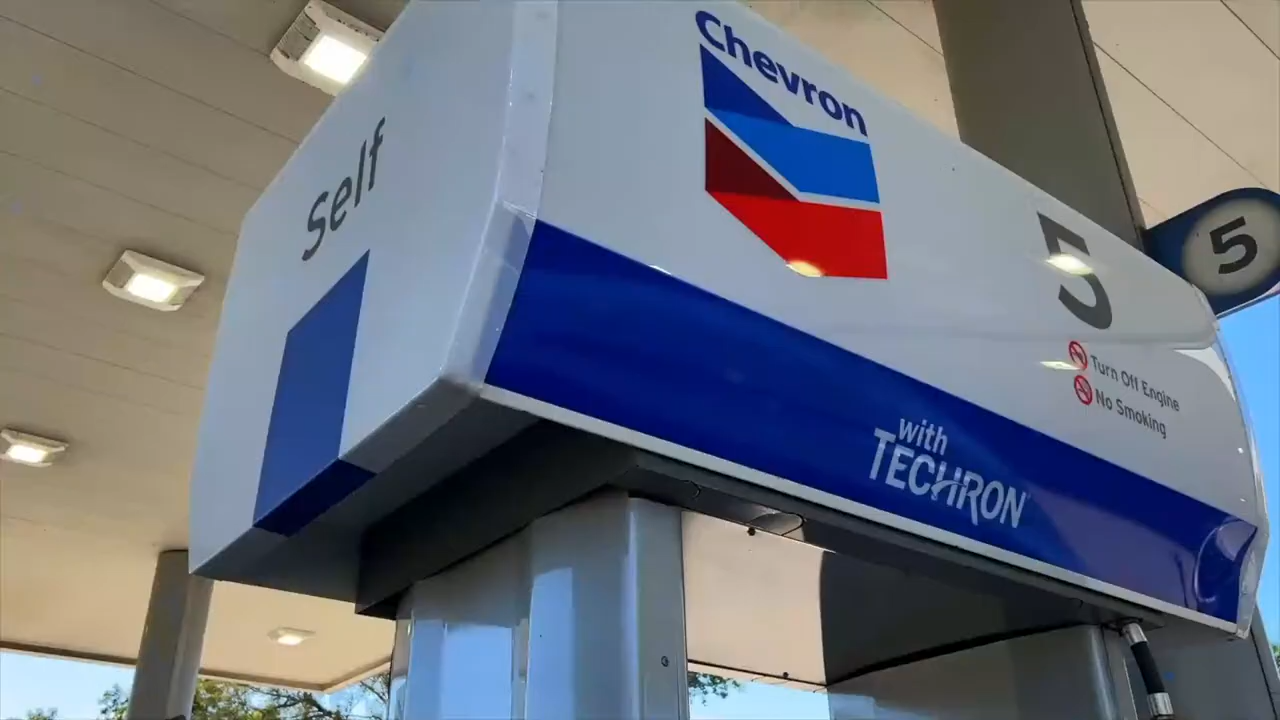 Self
Chevron
5
Turn Off Engine
No Smoking
with
TECHRON
5